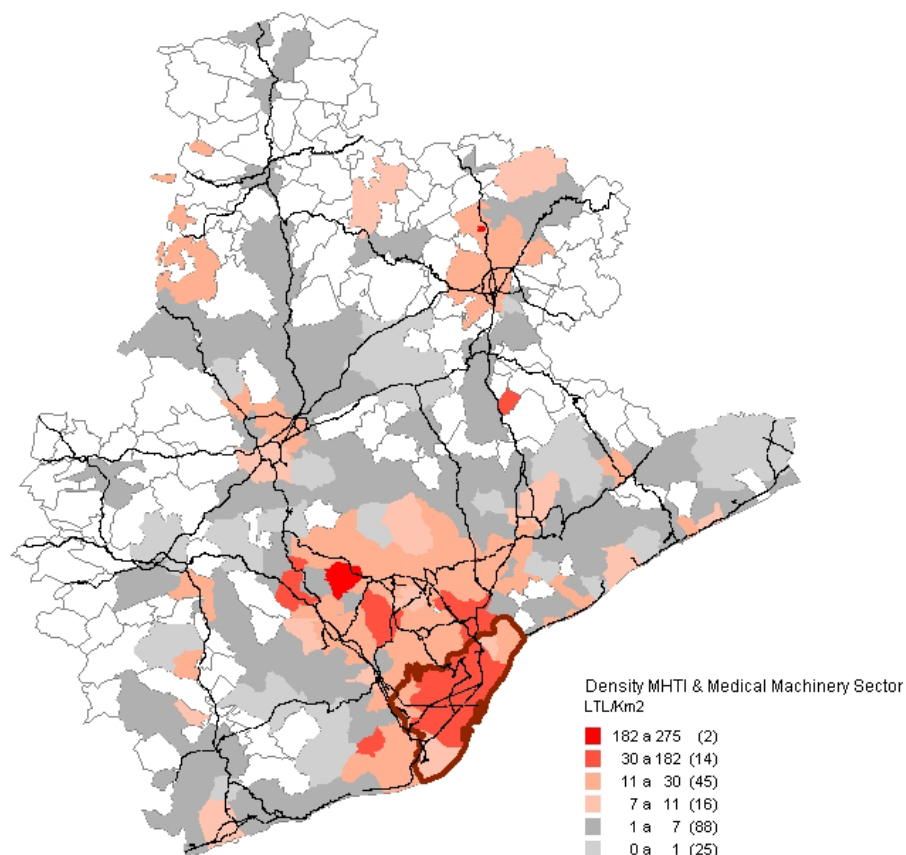 Density MHTI & Medical Machinery Sector
LTL/Km2
182 a 275 (2)
30 a 182 (14)
11 a 30 (45)
7 a 11 (16)
1 a 7 (88)
0 a 1 (25)